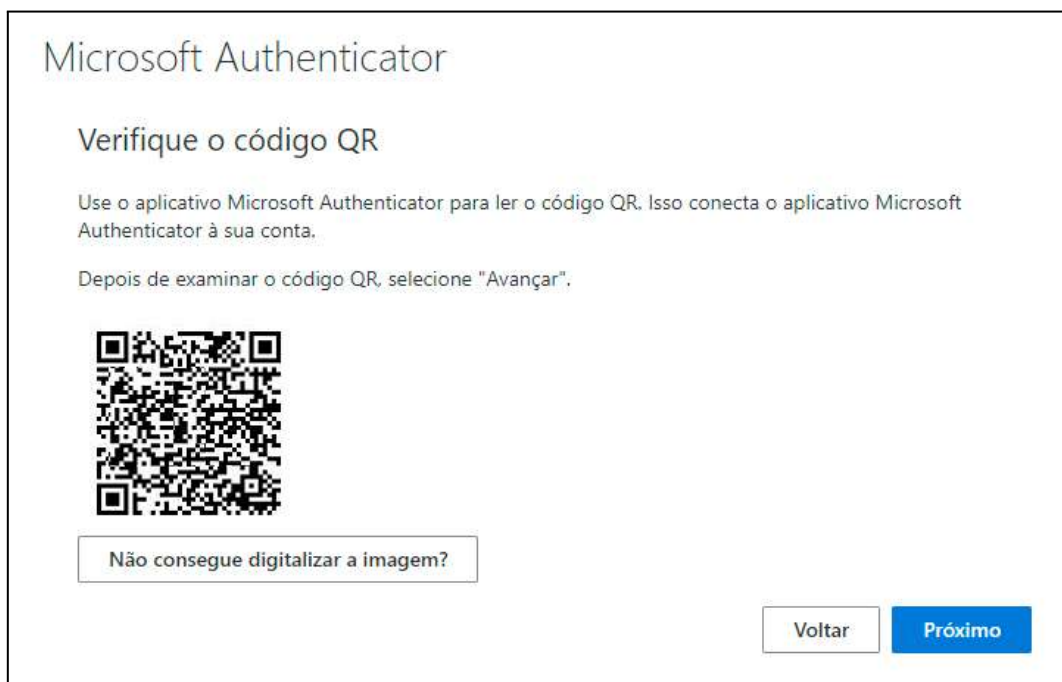 Microsoft Authenticator
Verifique o código QR
Use o aplicativo Microsoft Authenticator para ler o código QR. Isso conecta o aplicativo Microsoft
Authenticator à sua conta.
Depois de examinar o código QR, selecione "Avançar".
Não consegue digitalizar a imagem?
Voltar
Próximo